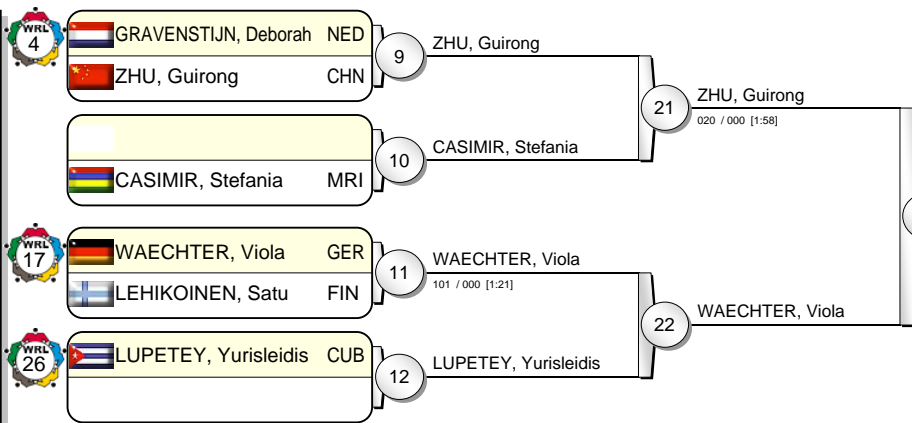 WRL
4
GRAVENSTIJN, Deborah NED
ZHU, Guirong CHN
9
ZHU, Guirong
21
ZHU, Guirong
020 / 000 [1:58]
CASIMIR, Stefania MRI
10
CASIMIR, Stefania
WRL
17
WAECHTER, Viola GER
LEHIKOINEN, Satu FIN
11
WAECHTER, Viola
101 / 000 [1:21]
22
WAECHTER, Viola
WRL
26
LUPETEY, Yurisleidis CUB
12
LUPETEY, Yurisleidis